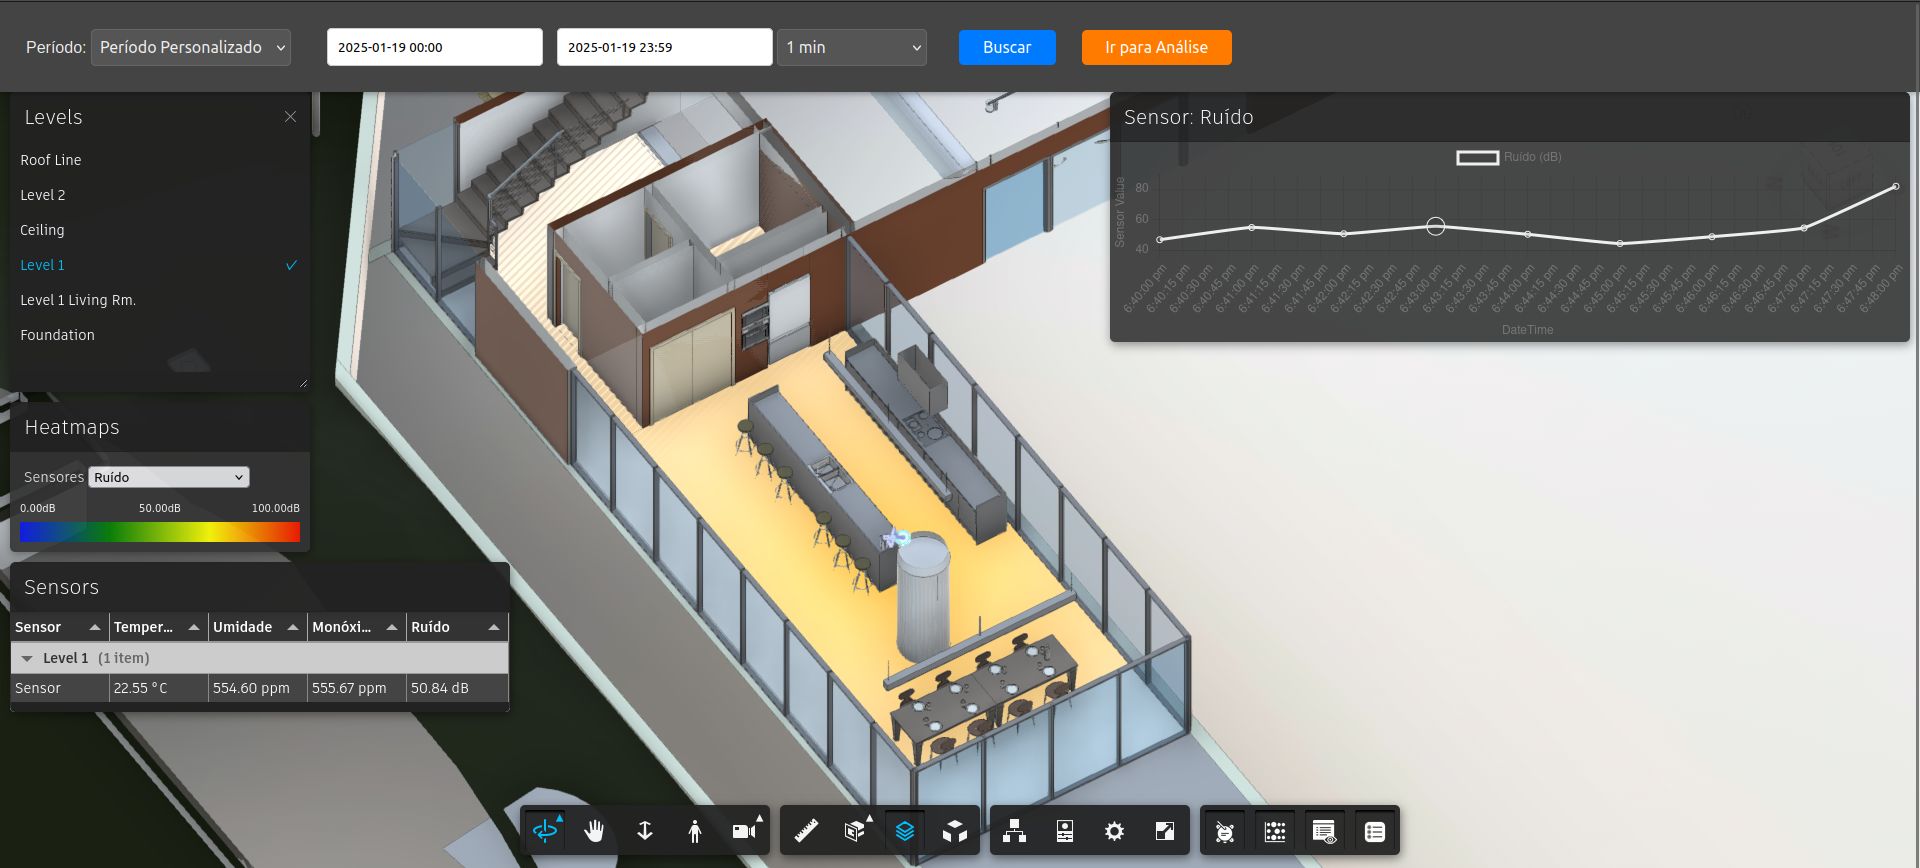 Período: Período Personalizado 2025-01-19 00:00 2025-01-19 23:59 1 min Buscar Ir para Análise
Levels
Roof Line
Level 2
Ceiling
Level 1
Level 1 Living Rm.
Foundation
Heatmaps
Sensores Ruído
0.00dB 50.00dB 100.00dB
Sensors
Sensor Temper... Umidade Monóxi... Ruído
Level 1 (1 item)
Sensor 22.55 °C 554.60 ppm 555.67 ppm 50.84 dB
Sensor: Ruído
Ruído (dB)
Sensor Value
80
60
40
6:40:00 pm 6:40:15 pm 6:40:30 pm 6:40:45 pm 6:41:00 pm 6:41:15 pm 6:41:30 pm 6:41:45 pm 6:42:00 pm 6:42:15 pm 6:42:30 pm 6:42:45 pm 6:43:00 pm 6:43:15 pm 6:43:30 pm 6:43:45 pm 6:44:00 pm 6:44:15 pm 6:44:30 pm 6:44:45 pm 6:45:00 pm 6:45:15 pm 6:45:30 pm 6:45:45 pm 6:46:00 pm 6:46:15 pm 6:46:30 pm 6:46:45 pm 6:47:00 pm 6:47:15 pm 6:47:30 pm 6:47:45 pm 6:48:00 pm
DateTime